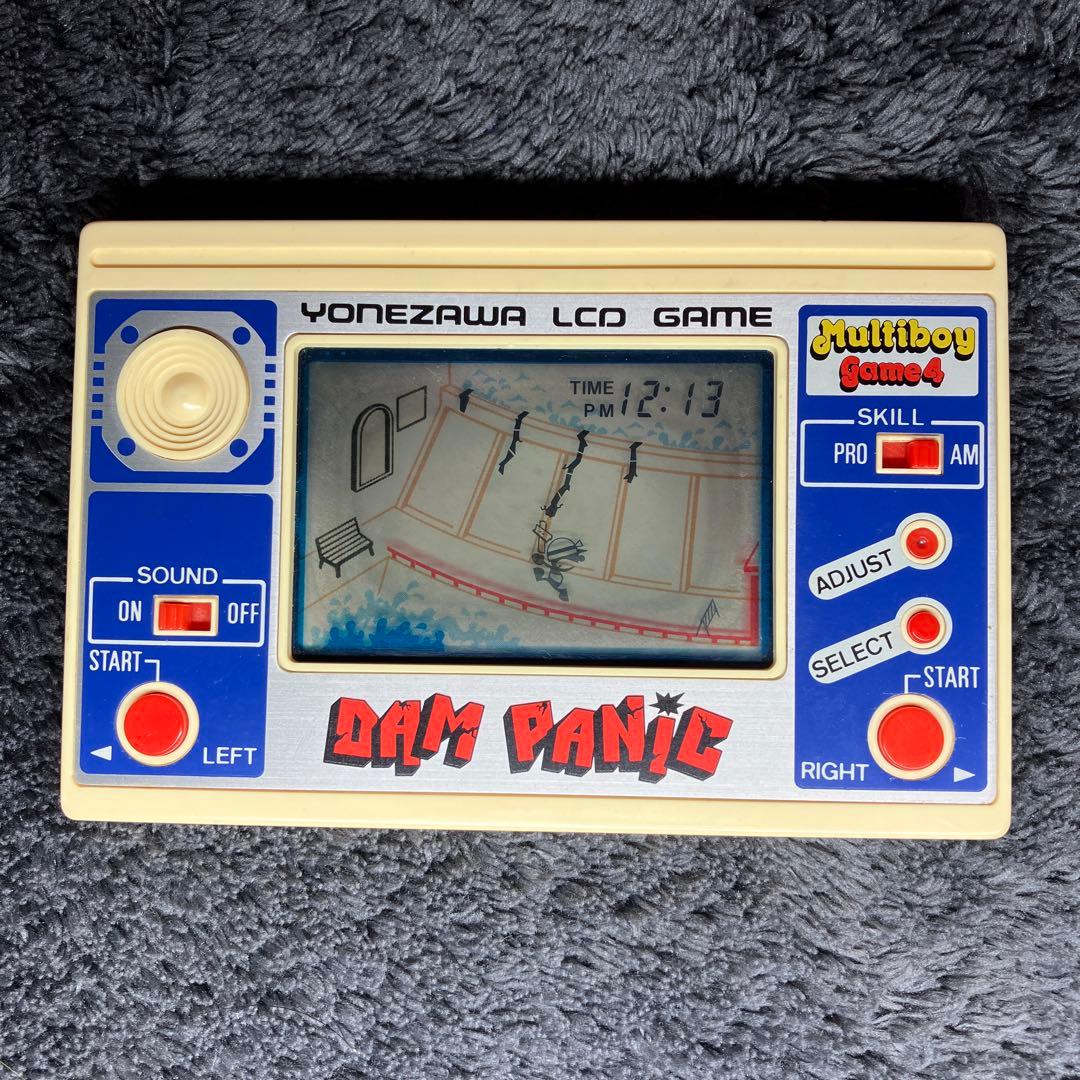 YONEZAWA LCD GAME
Multiboy
Game4
TIME
PM 12:13
SKILL
PRO AM
ADJUST
SELECT
SOUND
ON OFF
START
LEFT
START
RIGHT
DAM PANIC